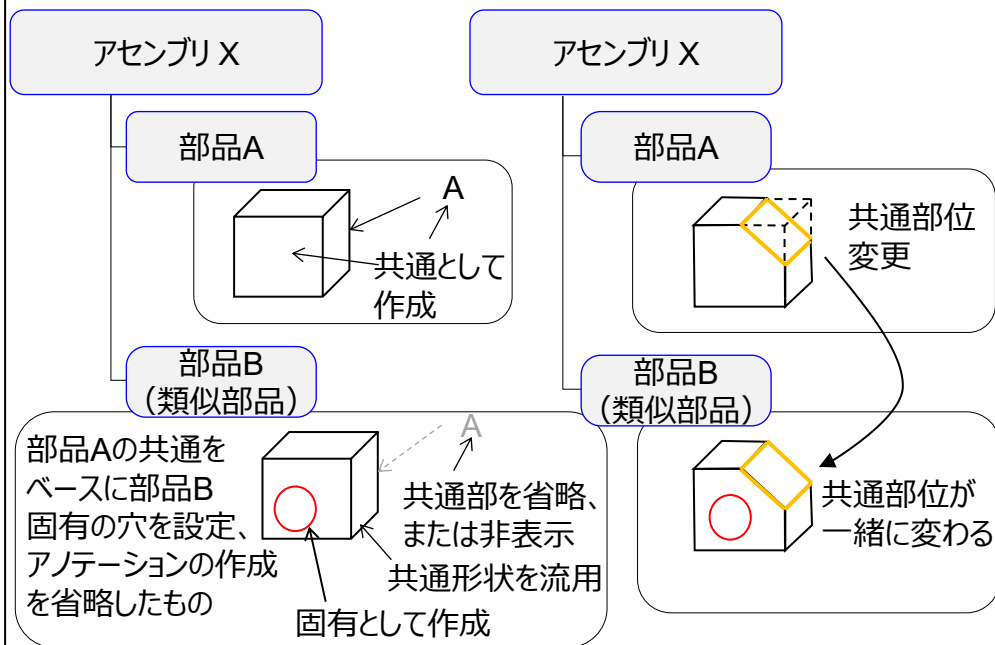 アセンブリ X
部品A
A
共通として
作成
部品B
（類似部品）
部品Aの共通を
ベースに部品B
固有の穴を設定、
アノテーションの作成
を省略したもの
A
共通部を省略、
または非表示
共通形状を流用
固有として作成
アセンブリ X
部品A
共通部位
変更
部品B
（類似部品）
共通部位が
一緒に変わる